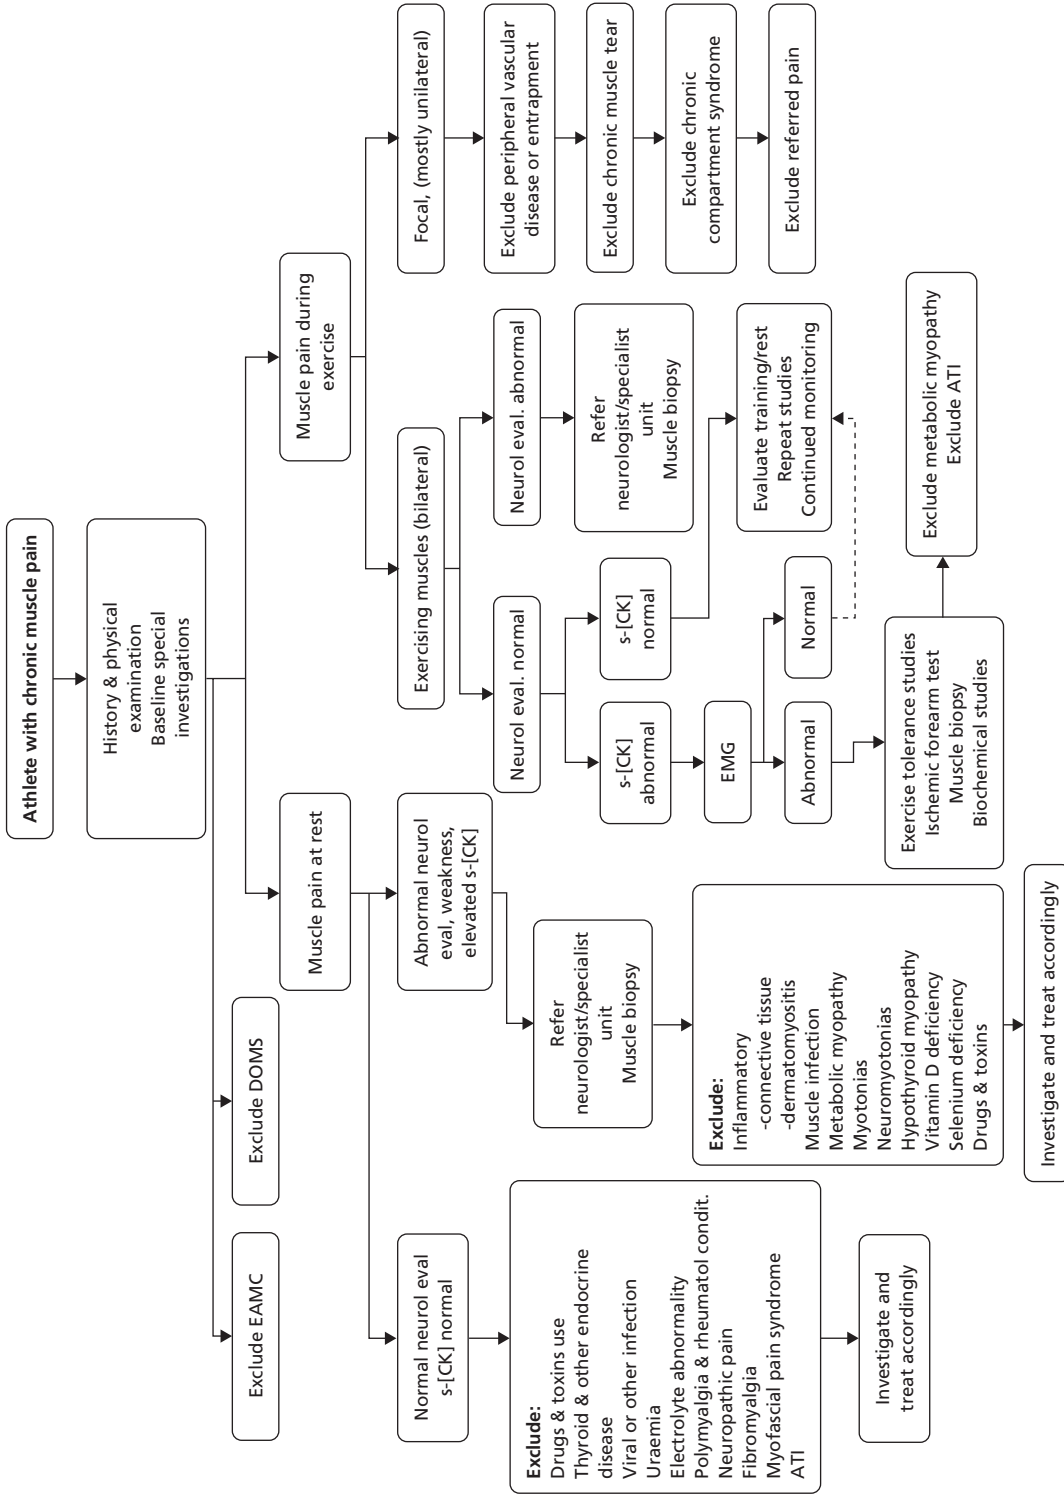 Athlete with chronic muscle pain
History & physical
examination
Baseline special
investigations
Exclude EAMC
Exclude DOMS
Muscle pain at rest
Muscle pain during
exercise
Normal neurol eval
s-[CK] normal
Abnormal neurol
eval, weakness,
elevated s-[CK]
Exercising muscles (bilateral)
Focal, (mostly unilateral)
Exclude:
Drugs & toxins use
Thyroid & other endocrine
disease
Viral or other infection
Uraemia
Electrolyte abnormality
Polymyalgia & rheumatol condit.
Neuropathic pain
Fibromyalgia
Myofascial pain syndrome
ATI
Investigate and
treat accordingly
Refer
neurologist/specialist
unit
Muscle biopsy
Exclude:
Inflammatory
-connective tissue
-dermatomyositis
Muscle infection
Metabolic myopathy
Myotonias
Neuromyotonias
Hypothyroid myopathy
Vitamin D deficiency
Selenium deficiency
Drugs & toxins
Investigate and treat accordingly
Neurol eval. normal
Neurol eval. abnormal
s-[CK]
abnormal
s-[CK]
normal
Refer
neurologist/specialist
unit
Muscle biopsy
EMG
Abnormal
Normal
Evaluate training/rest
Repeat studies
Continued monitoring
Exercise tolerance studies
Ischemic forearm test
Muscle biopsy
Biochemical studies
Exclude metabolic myopathy
Exclude ATI
Exclude peripheral vascular
disease or entrapment
Exclude chronic muscle tear
Exclude chronic
compartment syndrome
Exclude referred pain